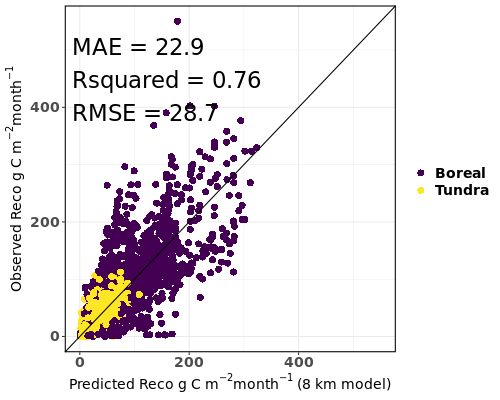 MAE = 22.9
Rsquared = 0.76
RMSE = 28.7
400
200
0
0 200 400
Observed Reco g C m⁻²month⁻¹
Predicted Reco g C m⁻²month⁻¹ (8 km model)
Boreal
Tundra